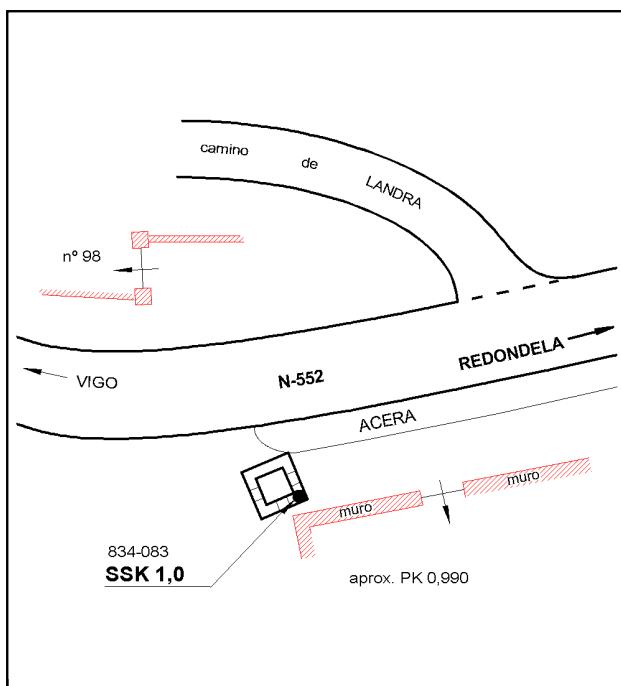 camino de LANDRA
nº 98
VIGO
N-552
REDONDELA
ACERA
muro
muro
834-083
SSK 1,0
aprox. PK 0,990